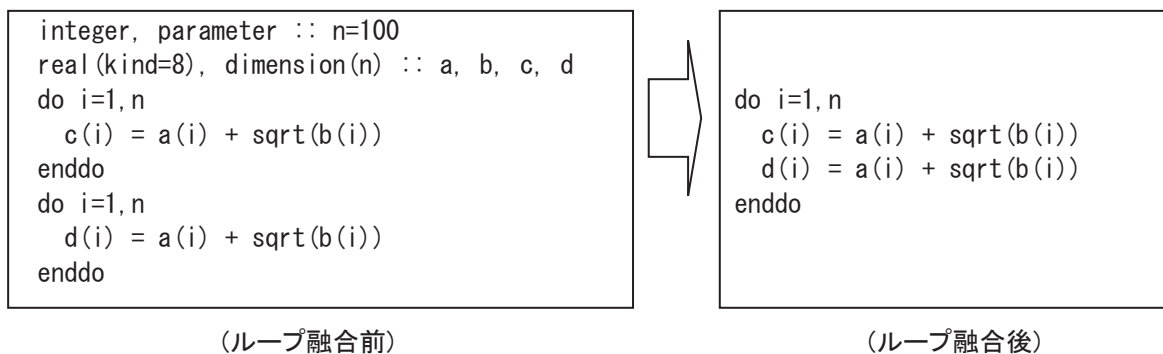 integer, parameter :: n=100
real(kind=8), dimension(n) :: a, b, c, d
do i=1,n
  c(i) = a(i) + sqrt(b(i))
enddo
do i=1,n
  d(i) = a(i) + sqrt(b(i))
enddo
(ループ融合前)
do i=1,n
  c(i) = a(i) + sqrt(b(i))
  d(i) = a(i) + sqrt(b(i))
enddo
(ループ融合後)